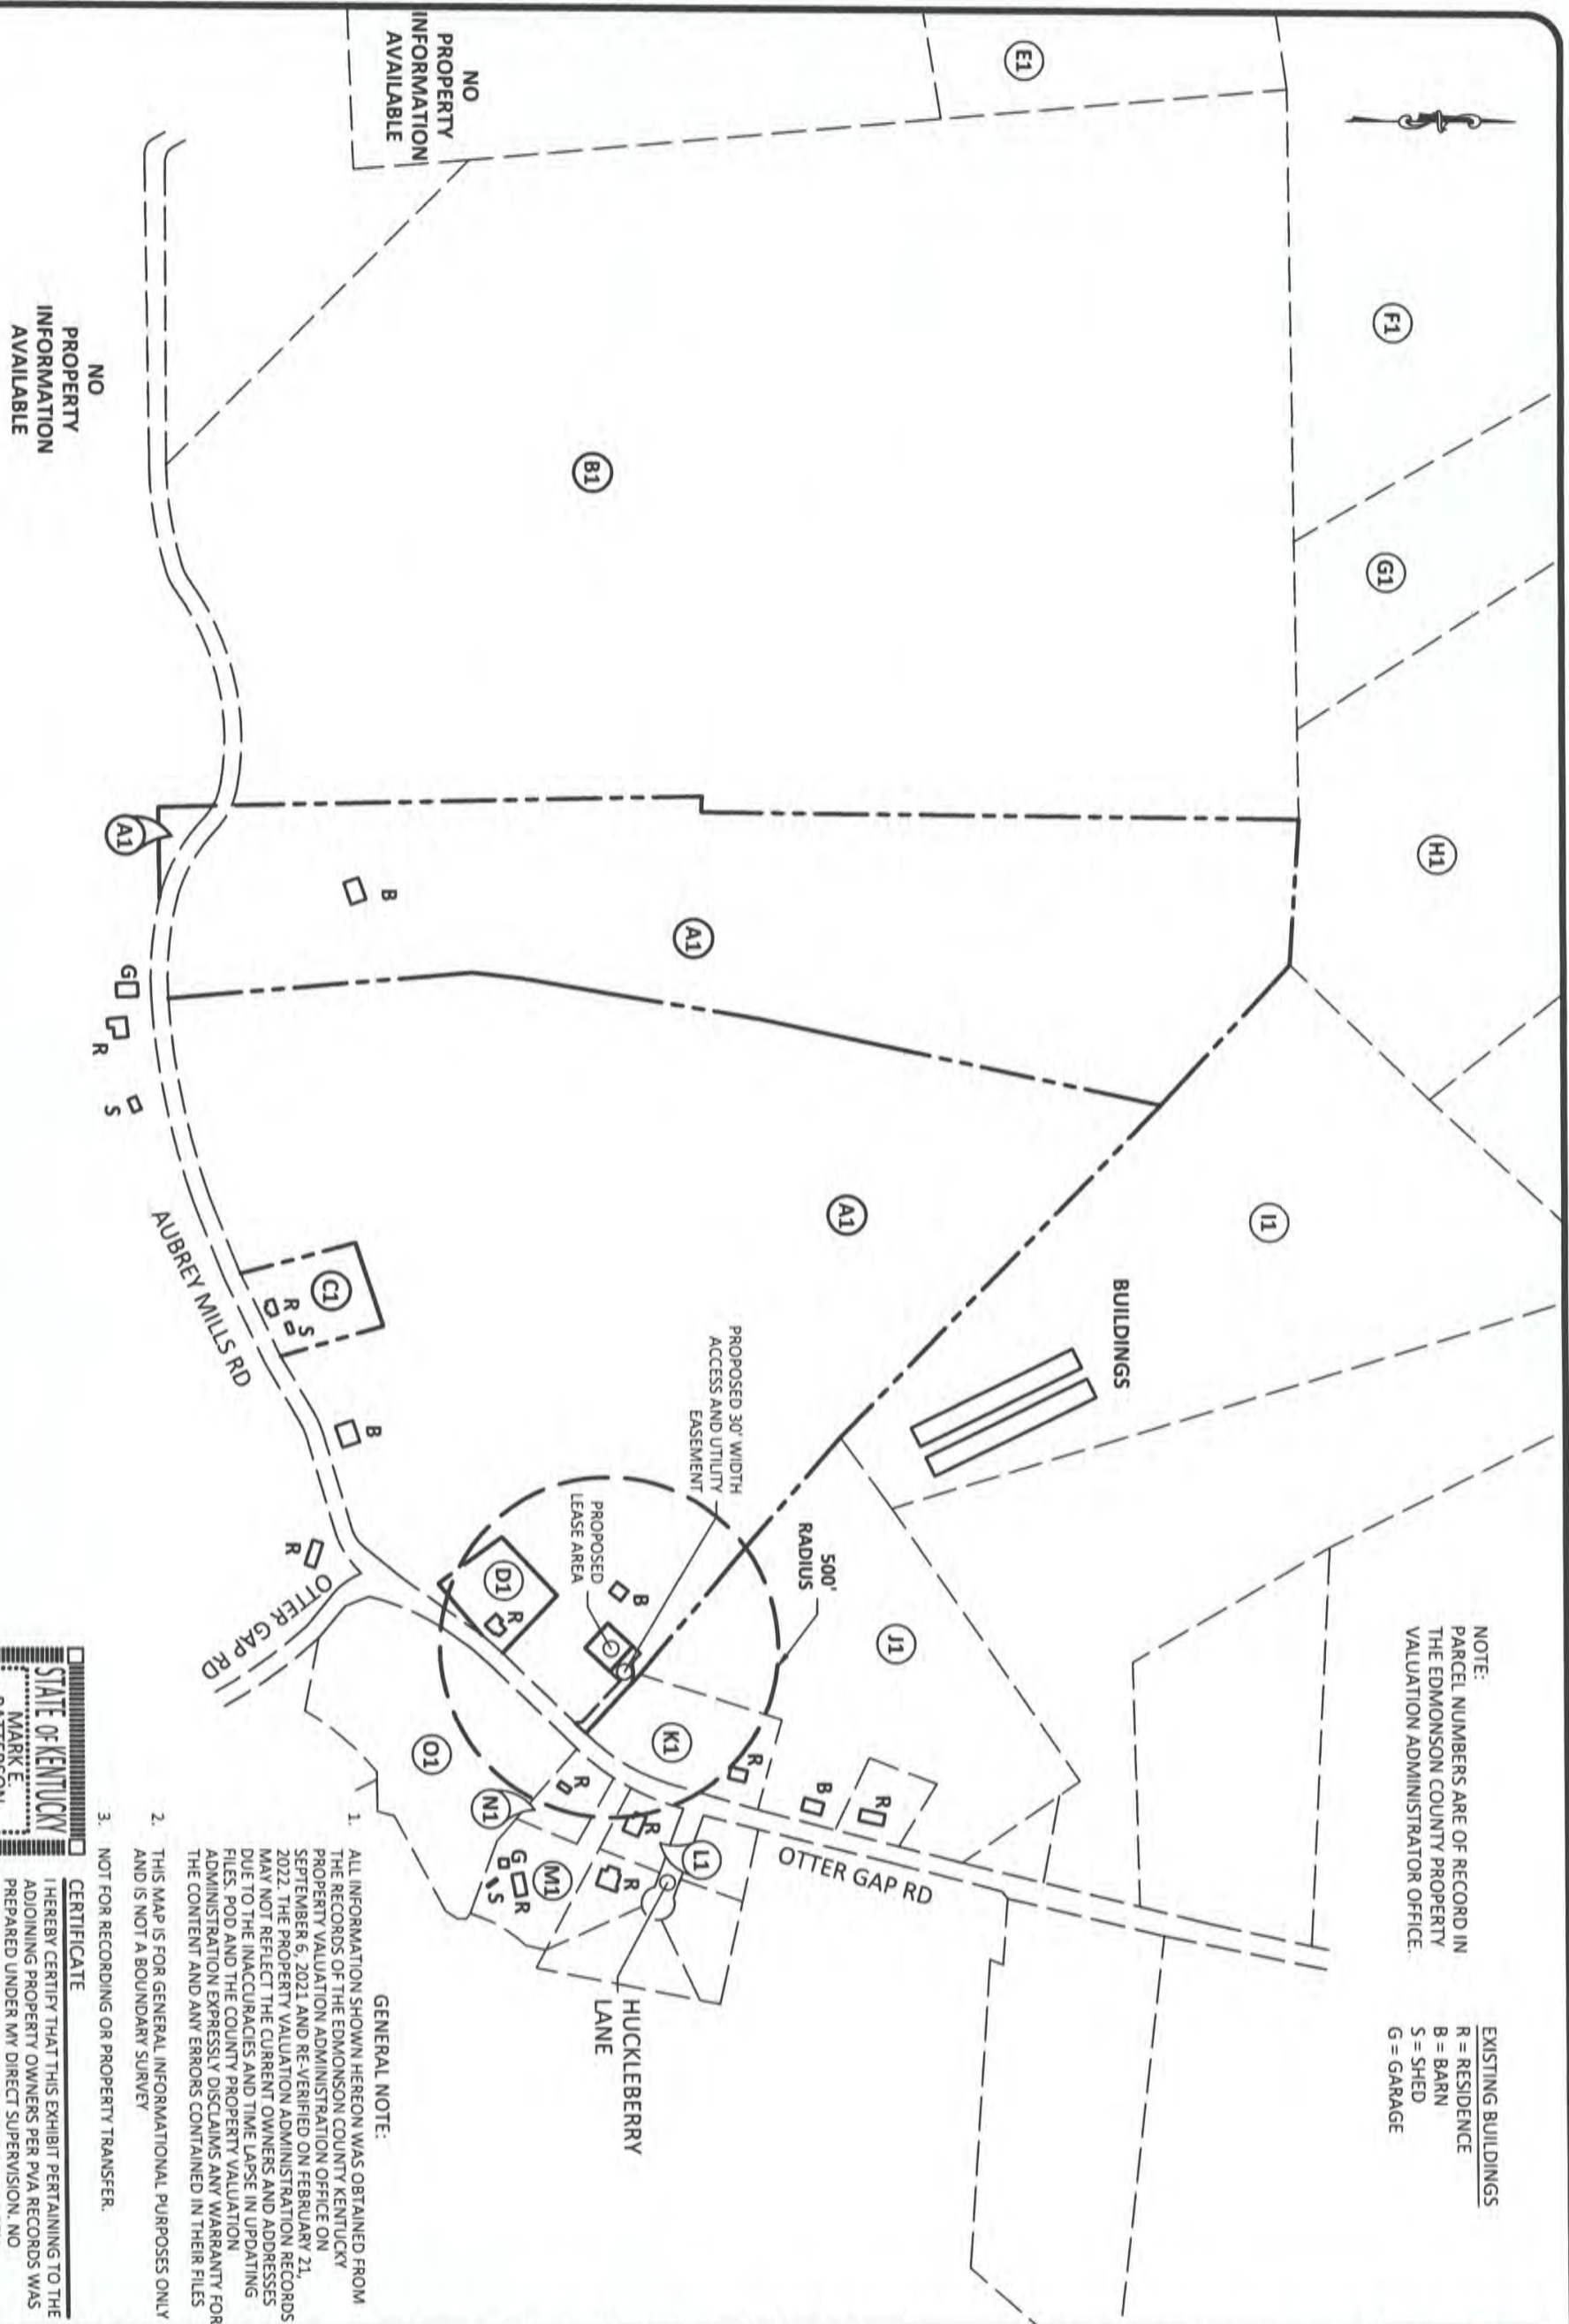 NOTE:
PARCEL NUMBERS ARE OF RECORD IN
THE EDMONSON COUNTY PROPERTY
VALUATION ADMINISTRATOR OFFICE.
EXISTING BUILDINGS
R = RESIDENCE
B = BARN
S = SHED
G = GARAGE
F1
G1
H1
I1
E1
BUILDINGS
J1
500'
RADIUS
A1
A1
B1
PROPOSED 30' WIDTH
ACCESS AND UTILITY
EASEMENT
PROPOSED
LEASE AREA
B
R
B
R
OTTER GAP RD
K1
L1
R
R
HUCKLEBERRY
LANE
B
D1
R
R
N1
M1
R
G
S
O1
NO
PROPERTY
INFORMATION
AVAILABLE
B
B
C1
R
S
AUBREY MILLS RD
R
OTTER GAP RD
A1
G
R
S
NO
PROPERTY
INFORMATION
AVAILABLE
GENERAL NOTE:
1. ALL INFORMATION SHOWN HEREON WAS OBTAINED FROM
THE RECORDS OF THE EDMONSON COUNTY KENTUCKY
PROPERTY VALUATION ADMINISTRATION OFFICE ON
SEPTEMBER 6, 2021 AND RE-VERIFIED ON FEBRUARY 21,
2022. THE PROPERTY VALUATION ADMINISTRATION RECORDS
MAY NOT REFLECT THE CURRENT OWNERS AND ADDRESSES
DUE TO THE INACCURACIES AND TIME LAPSE IN UPDATING
FILES. POD AND THE COUNTY PROPERTY VALUATION
ADMINISTRATION EXPRESSLY DISCLAIMS ANY WARRANTY FOR
THE CONTENT AND ANY ERRORS CONTAINED IN THEIR FILES
2. THIS MAP IS FOR GENERAL INFORMATIONAL PURPOSES ONLY
AND IS NOT A BOUNDARY SURVEY
3. NOT FOR RECORDING OR PROPERTY TRANSFER.
STATE OF KENTUCKY
MARK E.
PATTERSON
CERTIFICATE
I HEREBY CERTIFY THAT THIS EXHIBIT PERTAINING TO THE
ADJOINING PROPERTY OWNERS PER PVA RECORDS WAS
PREPARED UNDER MY DIRECT SUPERVISION. NO